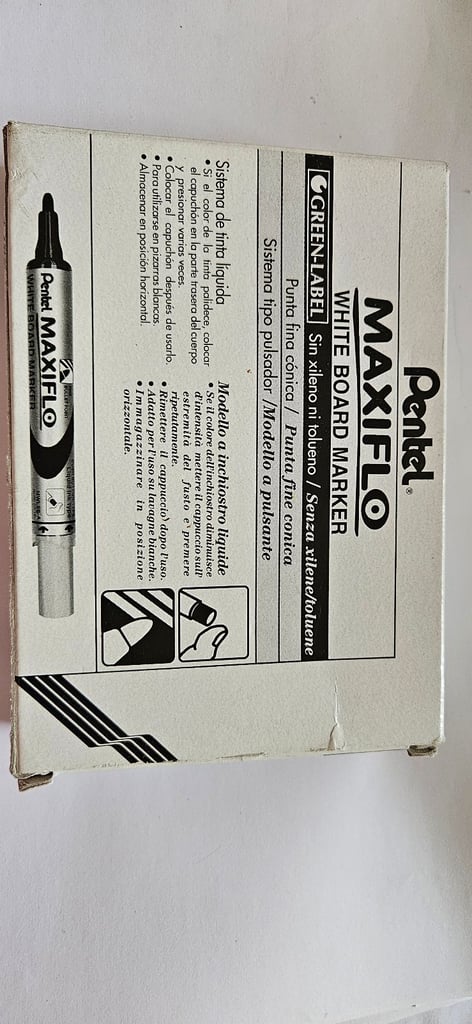 Pentel®
MAXIFLO
WHITE BOARD MARKER
GREEN-LABEL Sin xileno ni tolueno / Senza xilene/toluene
Punta fina cónica / Punta fine conica
Sistema tipo pulsador / Modello a pulsante
Sistema de tinta líquida
• Si el color de la tinta palidece, colocar
el capuchón en la parte trasera del cuerpo
y presionar varias veces.
• Colocar el capuchón después de usarlo.
• Para utilizarse en pizarras blancas.
• Almacenar en posición horizontal.
Modello a inchiostro liquide
• Se il colore dell'inchiostro diminuisce
d'intensità mettere il cappuccio sull'
estremità del fusto e' premere
ripetutamente.
• Rimettere il cappuccio) dopo l'uso.
• Adatto per l'uso su lavagne bianche.
• Immagazzinare in posizione
orizzontale.
Pentel MAXIFLO
WHITE BOARD MARKER